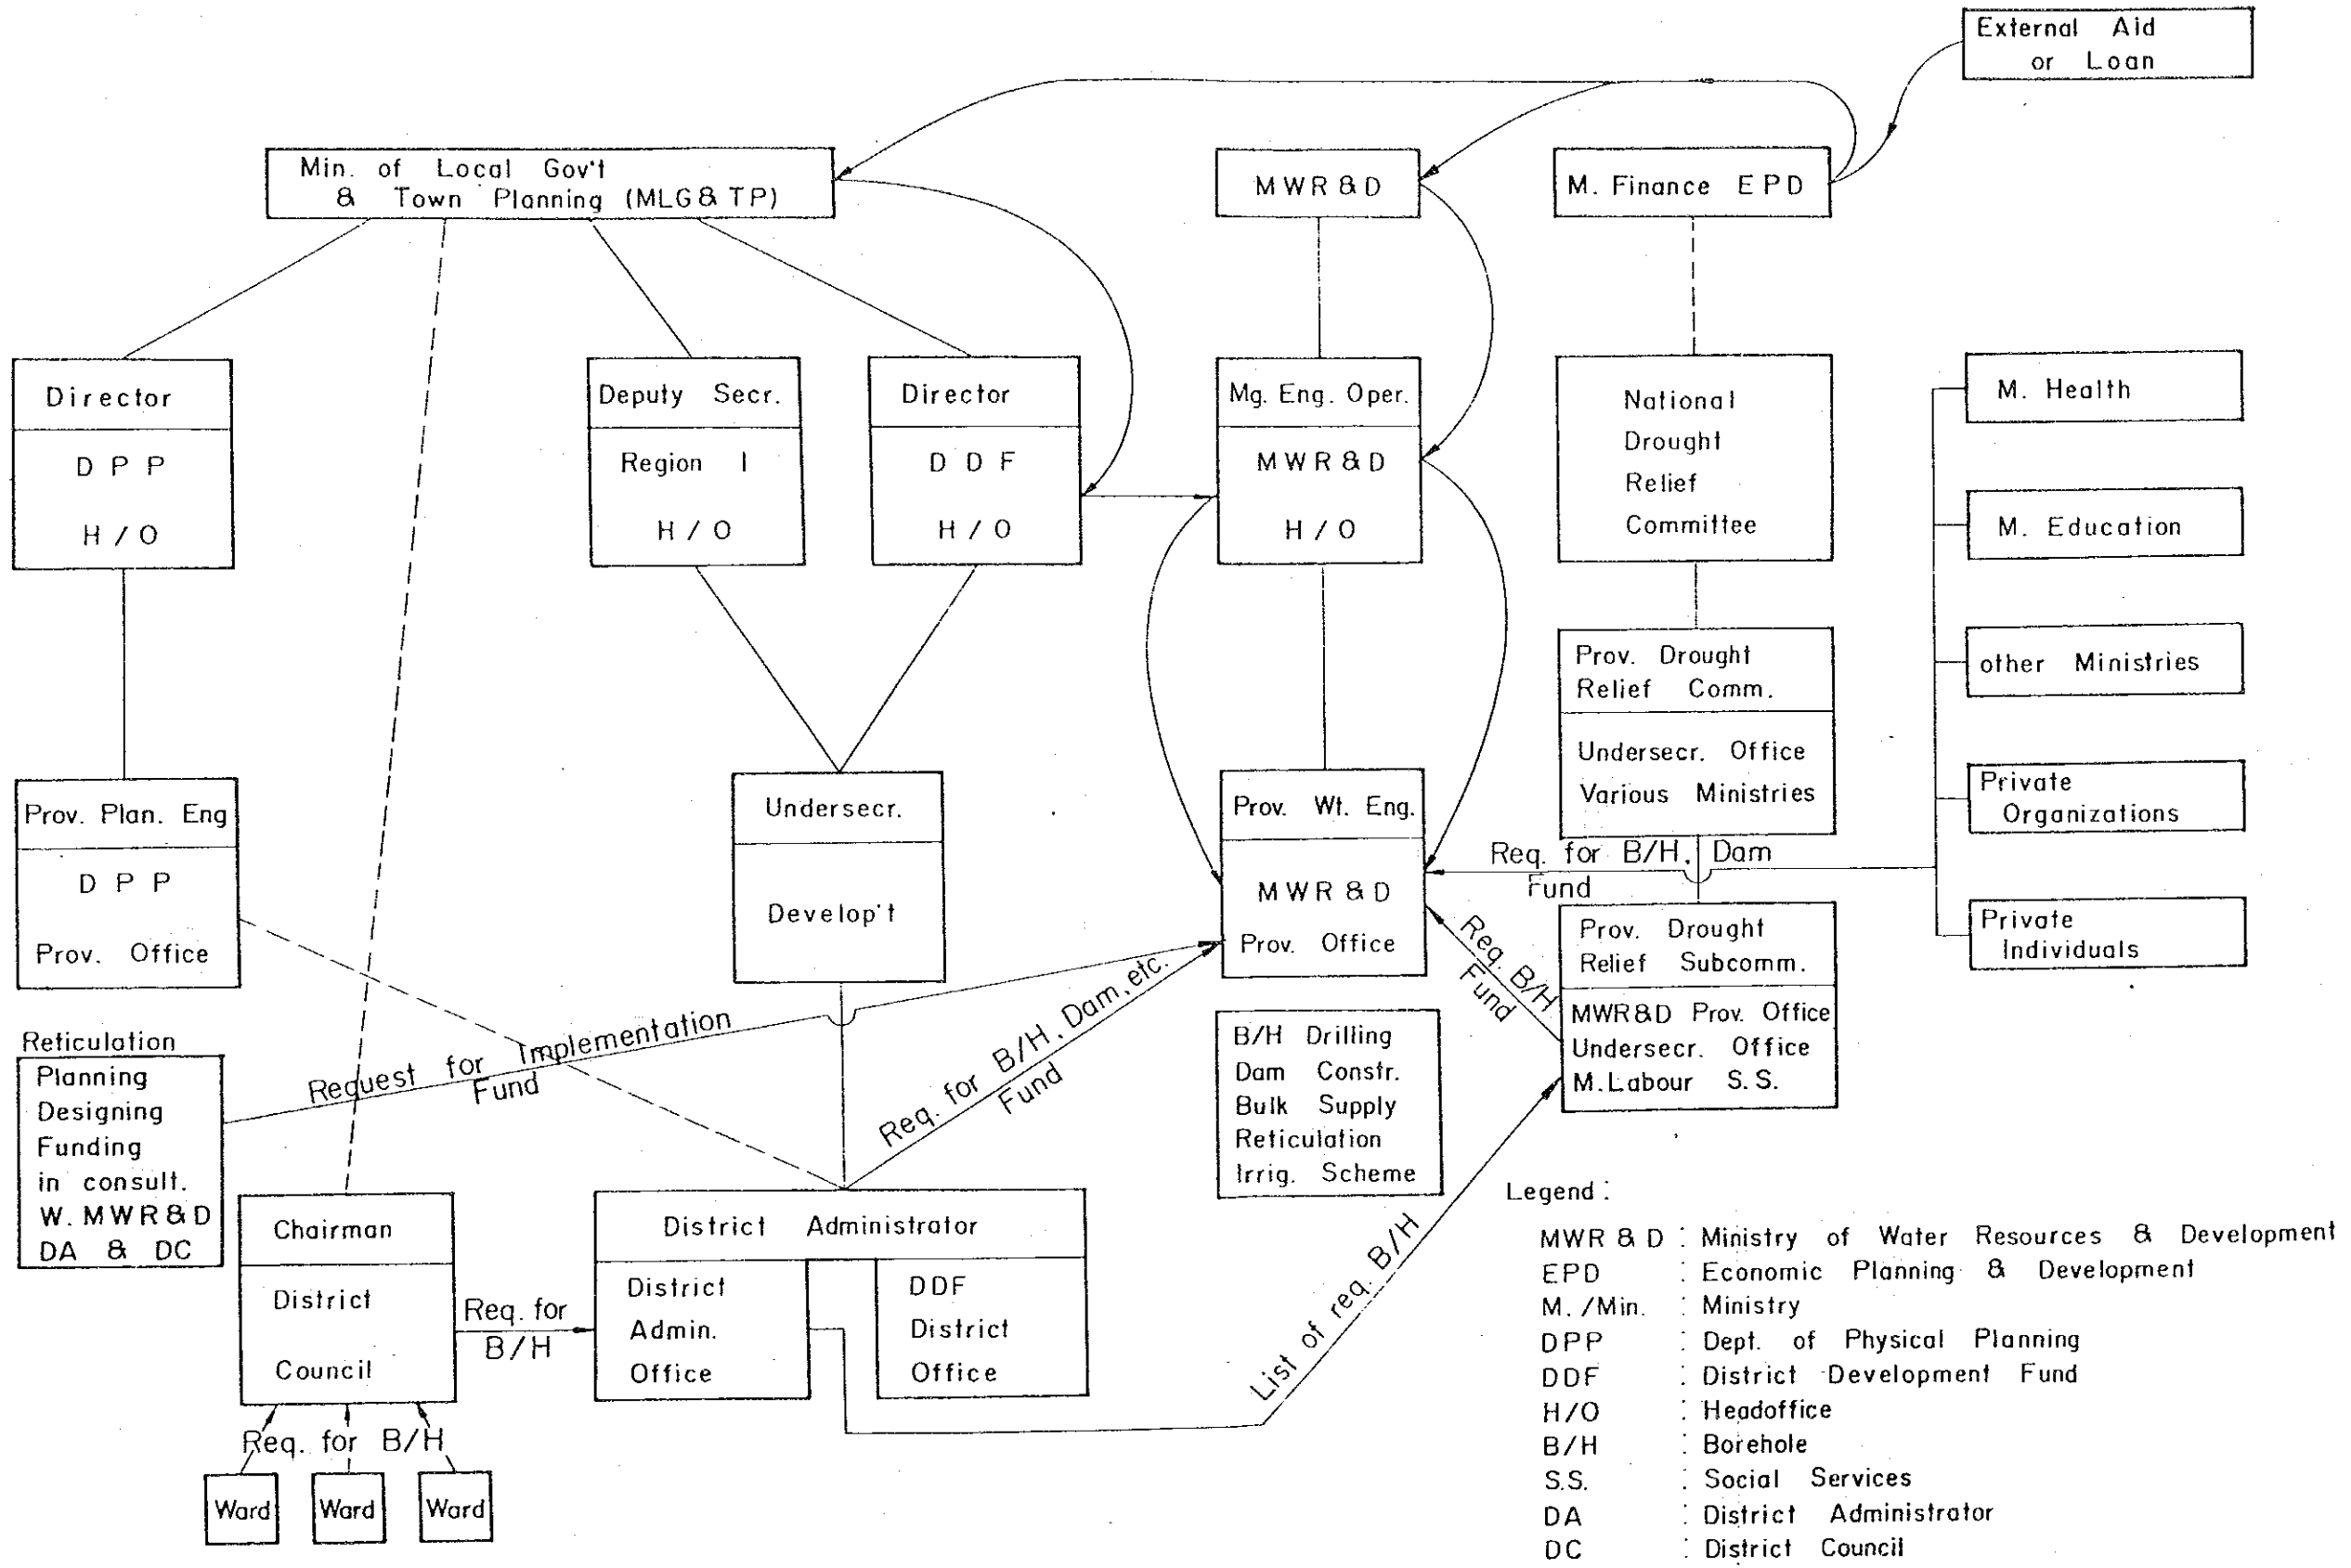 External Aid
or Loan
Min. of Local Gov't
& Town Planning (MLG & TP)
MWR & D
M. Finance EPD
Director
D P P
H / O
Deputy Secr.
Region I
H / O
Director
D D F
H / O
Mg. Eng. Oper.
MWR & D
H / O
National
Drought
Relief
Committee
M. Health
M. Education
other Ministries
Private
Organizations
Private
Individuals
Prov. Drought
Relief Comm.
Undersecr. Office
Various Ministries
Prov. Plan. Eng
D P P
Prov. Office
Undersecr.
Develop't
Prov. Wt. Eng.
MWR & D
Prov. Office
Req. for B/H, Dam
Fund
Req. B/H
Fund
Prov. Drought
Relief Subcomm.
MWR&D Prov. Office
Undersecr. Office
M. Labour S. S.
Reticulation
Planning
Designing
Funding
in consult.
W. MWR & D
DA & DC
Request for Implementation
Fund
Req. for B/H, Dam, etc.
Fund
B/H Drilling
Dam Constr.
Bulk Supply
Reticulation
Irrig. Scheme
Chairman
District
Council
Req. for
B/H
District Administrator
District
Admin.
Office
DDF
District
Office
List of req. B/H
Req. for B/H
Ward
Ward
Ward
Legend :
MWR & D : Ministry of Water Resources & Development
EPD : Economic Planning & Development
M. /Min. : Ministry
DPP : Dept. of Physical Planning
DDF : District Development Fund
H/O : Headoffice
B/H : Borehole
S.S. : Social Services
DA : District Administrator
DC : District Council